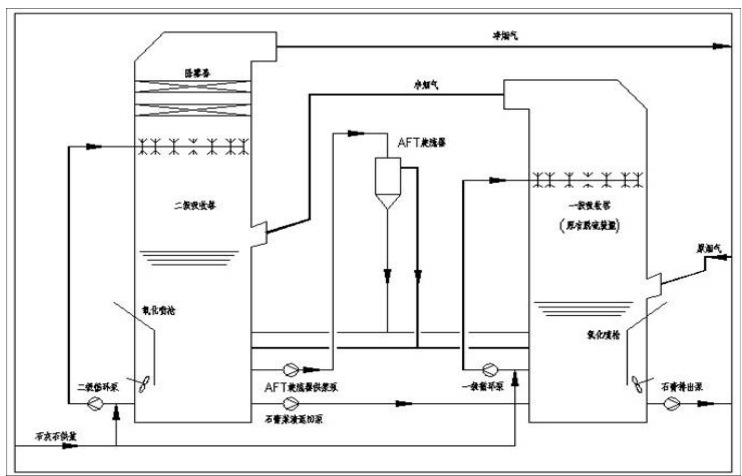 净烟气
除雾器
净烟气
AFT旋流器
二级吸收塔
一级吸收塔
(原有脱硫装置)
原烟气
氧化喷枪
氧化喷枪
二级循环泵
AFT旋流器供浆泵
一级循环泵
石膏排出泵
石膏浆液返回泵
石灰石供浆